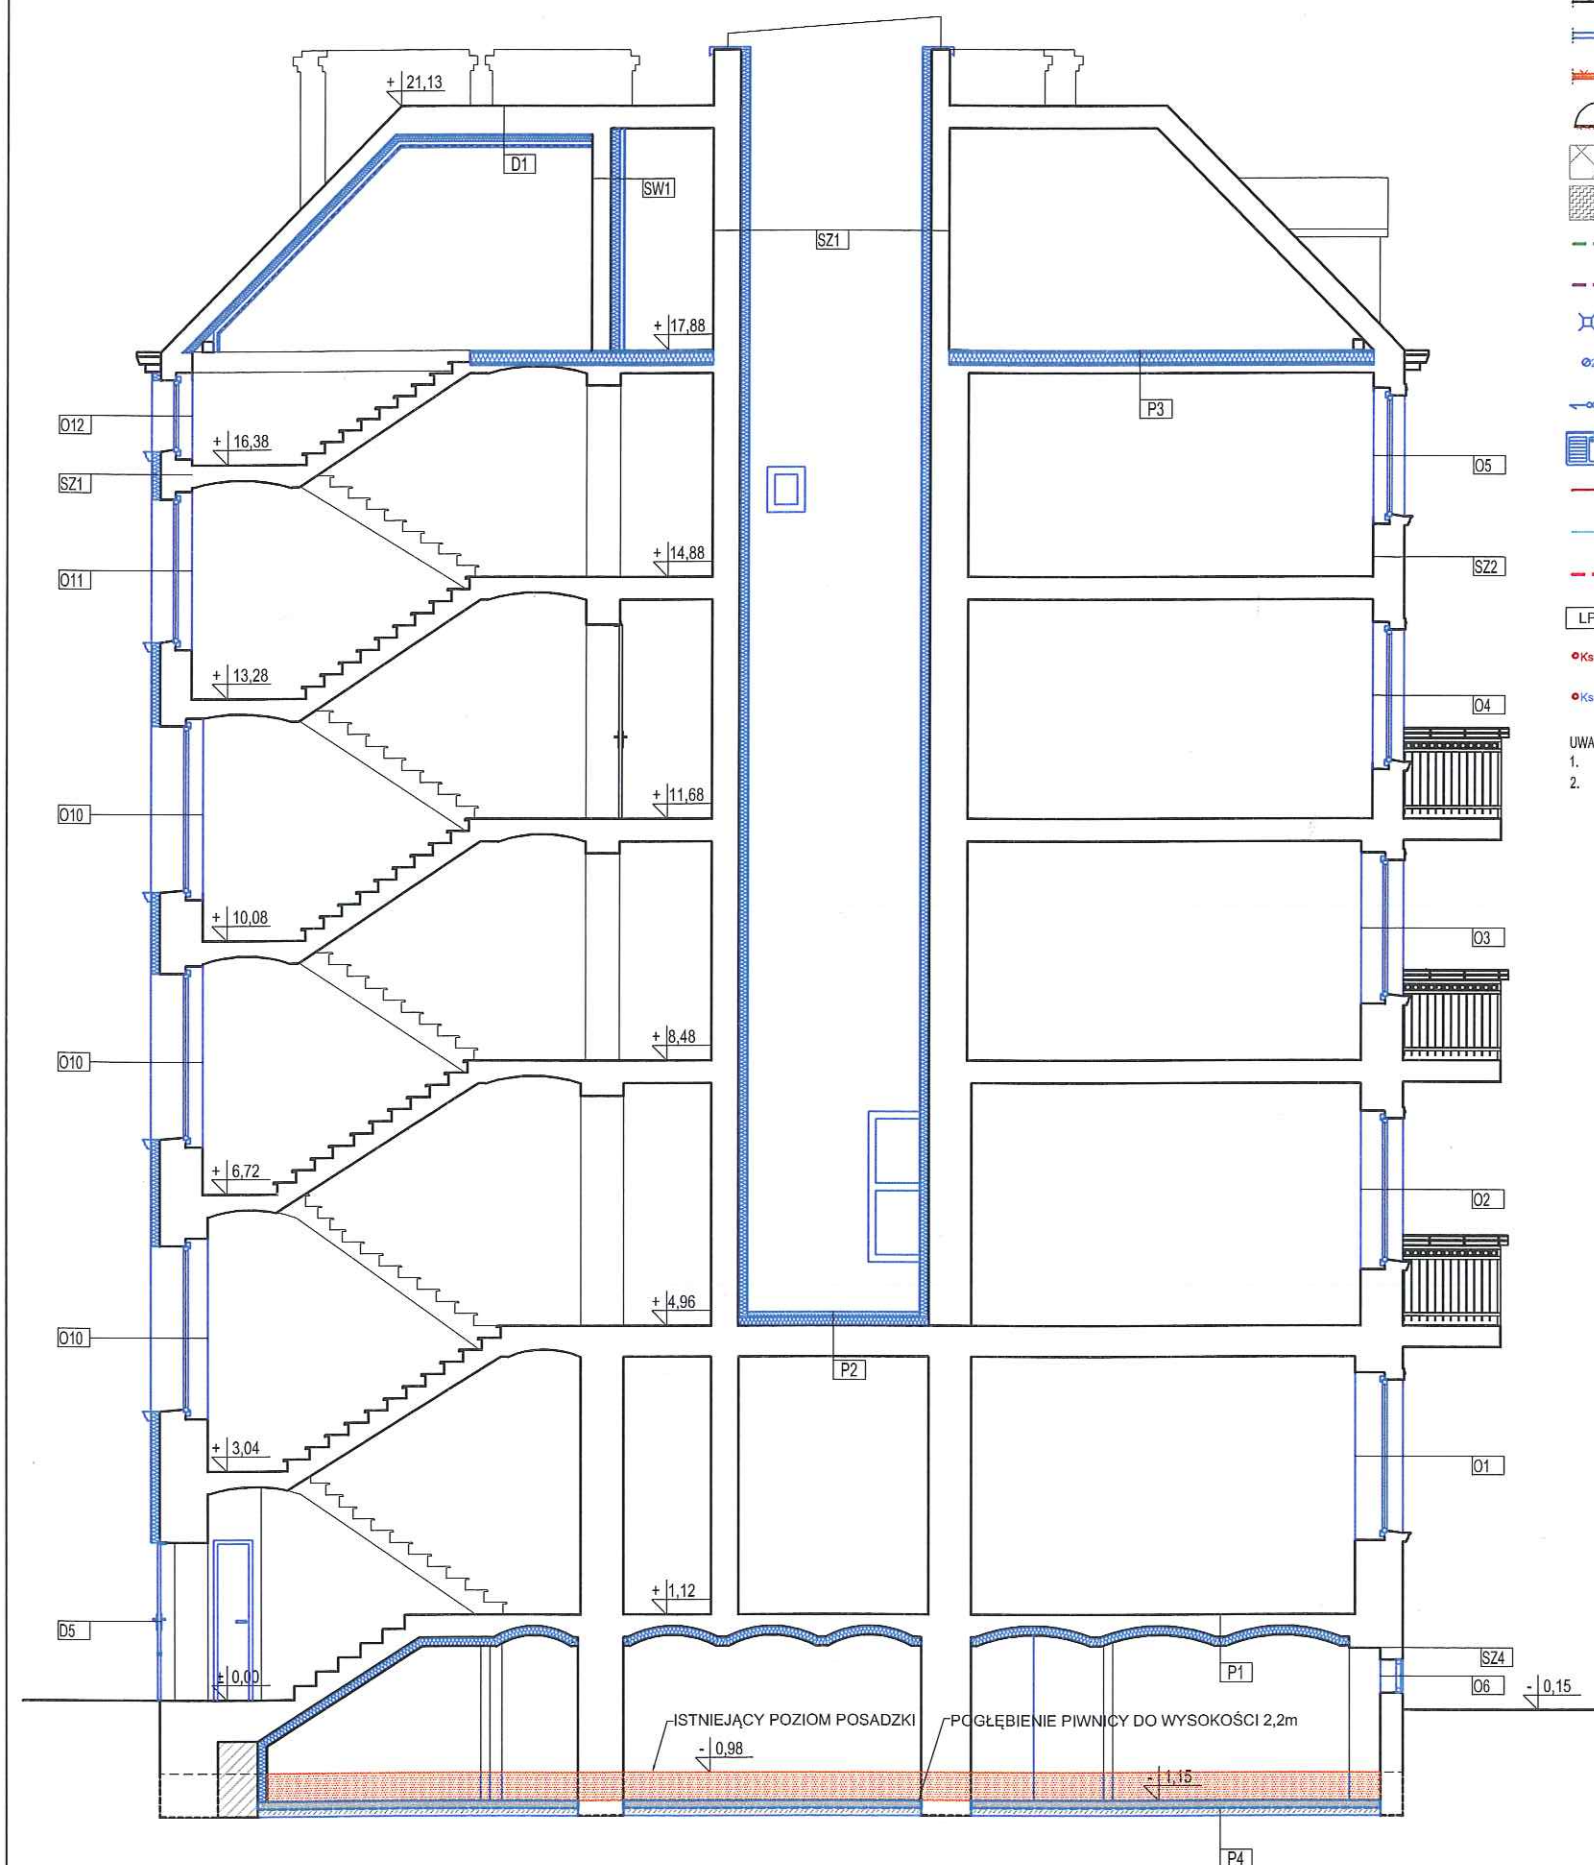 + 21,13
D1
SW1
SZ1
+ 17,88
O12
+ 16,38
P3
SZ1
O5
O11
+ 14,88
SZ2
LP
+ 13,28
Ks
O4
Ks
UWA
1.
2.
+ 11,68
O10
+ 10,08
O3
+ 8,48
O10
+ 6,72
O2
+ 4,96
O10
P2
+ 3,04
O1
+ 1,12
D5
SZ4
± 0,00
P1
O6
- 0,15
ISTNIEJĄCY POZIOM POSADZKI
POGŁĘBIENIE PIWNICY DO WYSOKOŚCI 2,2m
- 0,98
- 1,15
P4